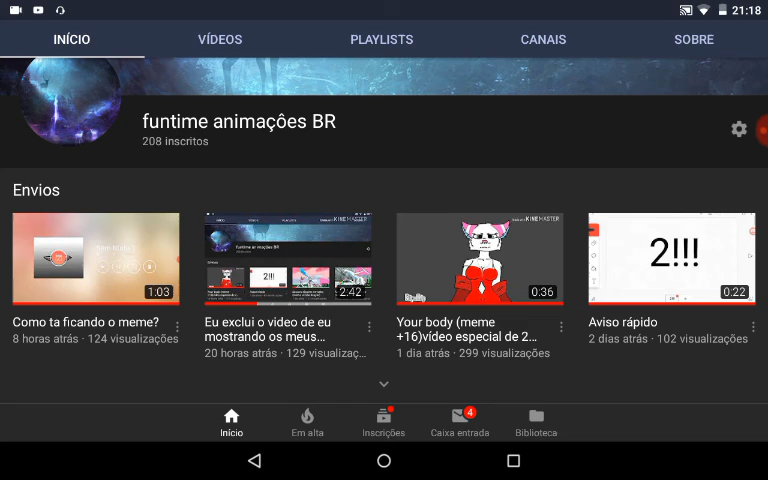 21:18
INÍCIO VÍDEOS PLAYLISTS CANAIS SOBRE
funtime animaçôes BR
208 inscritos
Envios
1:03
KINEMASTER
2:42
KINEMASTER
0:36
2!!!
0:22
Como ta ficando o meme?
8 horas atrás · 124 visualizações
Eu exclui o video de eu
mostrando os meus...
20 horas atrás · 129 visualizaç...
Your body (meme
+16)vídeo especial de 2...
1 dia atrás · 299 visualizações
Aviso rápido
2 dias atrás · 102 visualizações
4
Início Em alta Inscrições Caixa entrada Biblioteca